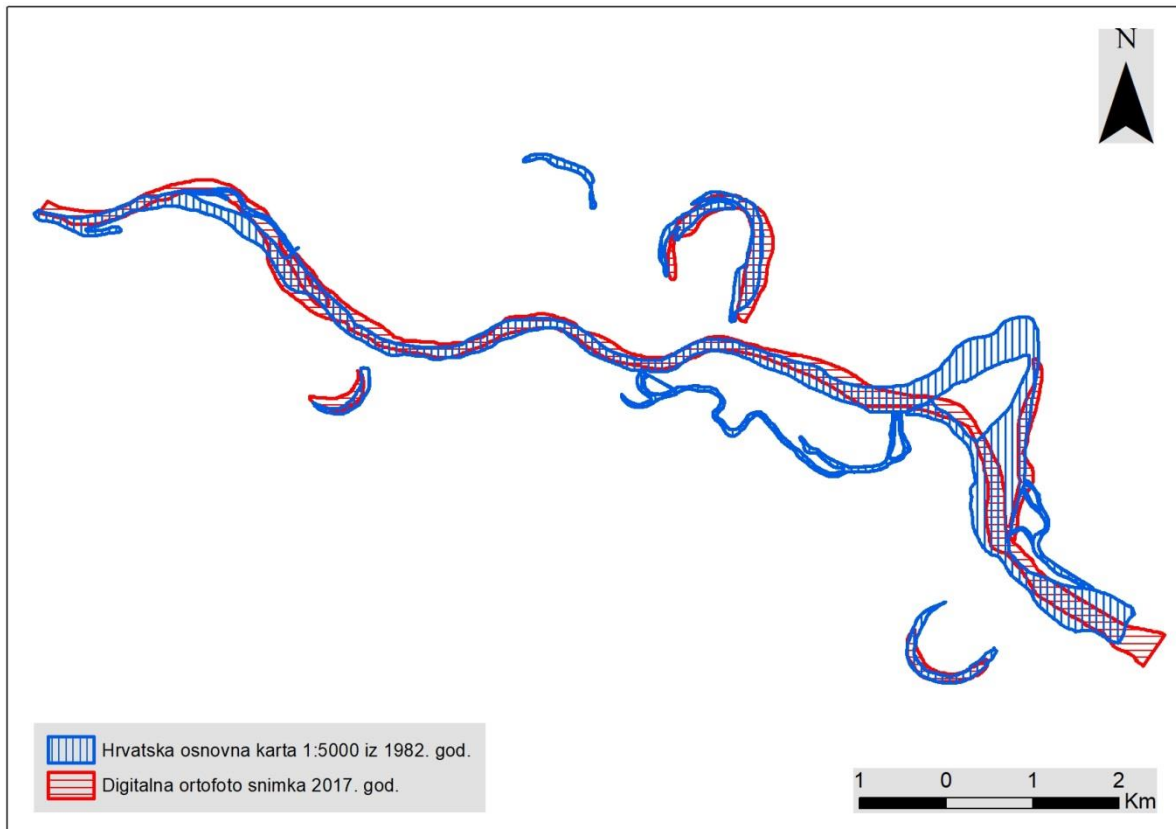 N
Hrvatska osnovna karta 1:5000 iz 1982. god.
Digitalna ortofoto snimka 2017. god.
1 0 1 2
Km